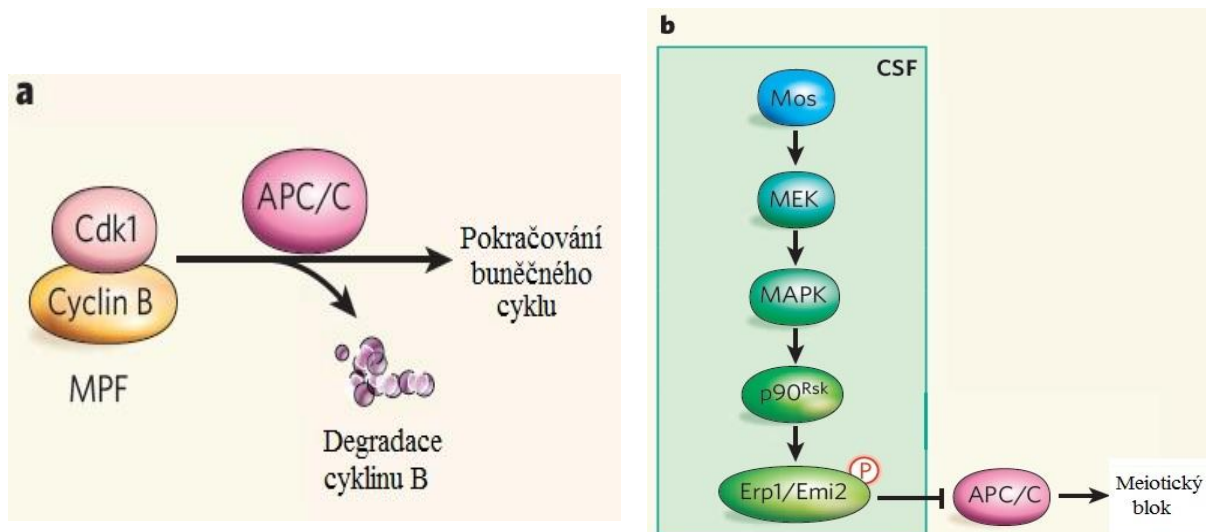 a
Cdk1
Cyclin B
MPF
APC/C
Pokračování
buněčného
cyklu
Degradace
cyklinu B
b
CSF
Mos
MEK
MAPK
p90Rsk
P
Erp1/Emi2
APC/C
Meiotický
blok